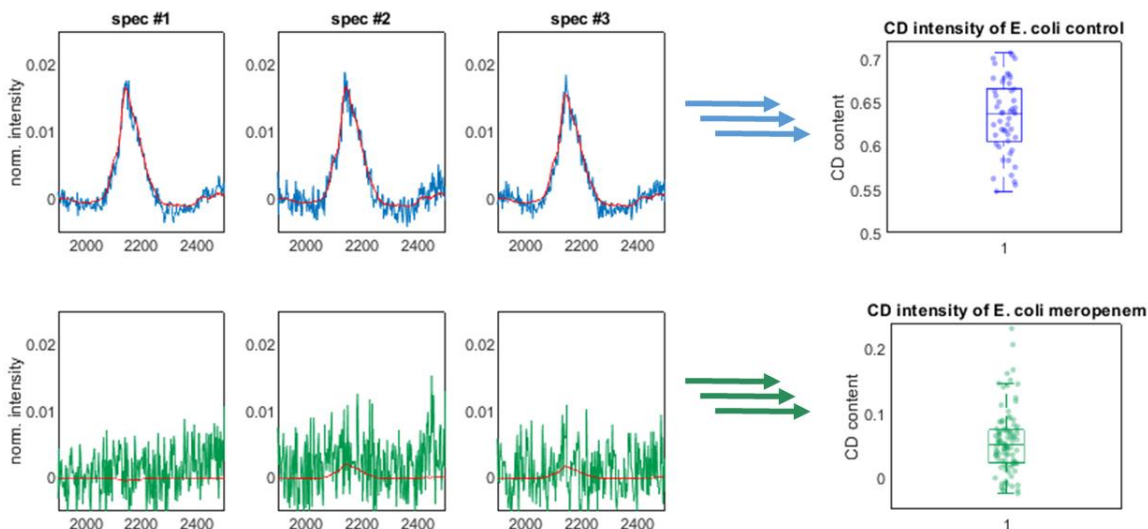 spec #1
spec #2
spec #3
norm. intensity
0.02
0.01
0
2000 2200 2400
0.02
0.01
0
2000 2200 2400
0.02
0.01
0
2000 2200 2400
CD intensity of E. coli control
CD content
0.7
0.65
0.6
0.55
0.5
1
norm. intensity
0.02
0.01
0
2000 2200 2400
0.02
0.01
0
2000 2200 2400
0.02
0.01
0
2000 2200 2400
CD intensity of E. coli meropenem
CD content
0.2
0.1
0
1